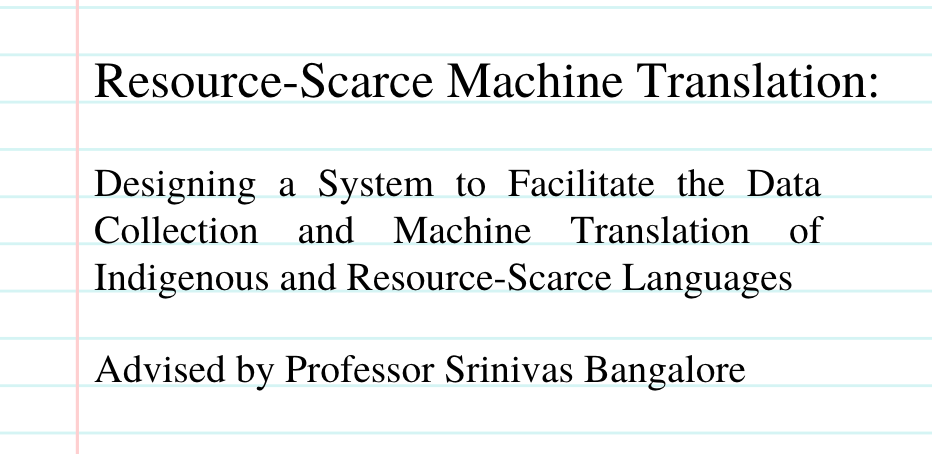 Resource-Scarce Machine Translation:
Designing a System to Facilitate the Data
Collection and Machine Translation of
Indigenous and Resource-Scarce Languages
Advised by Professor Srinivas Bangalore